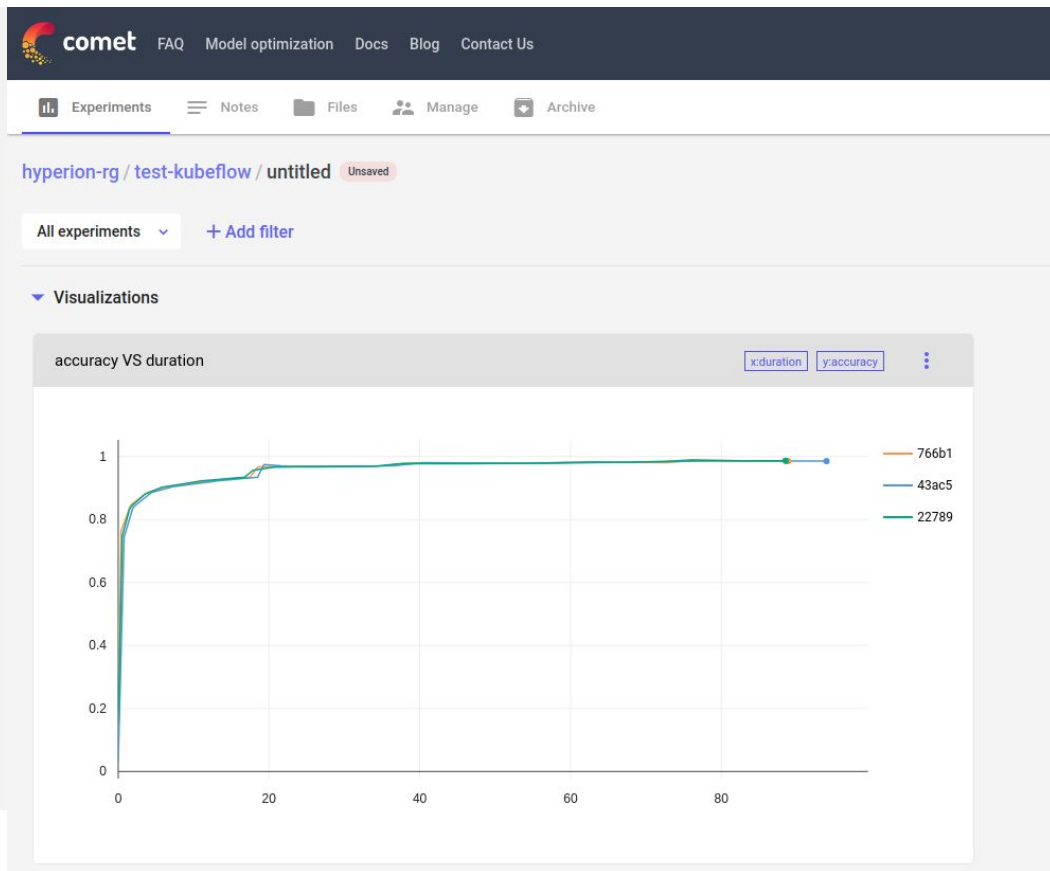 comet FAQ Model optimization Docs Blog Contact Us
Experiments Notes Files Manage Archive
hyperion-rg / test-kubeflow / untitled Unsaved
All experiments + Add filter
Visualizations
accuracy VS duration x:duration y:accuracy
1
0.8
0.6
0.4
0.2
0
0 20 40 60 80
766b1
43ac5
22789